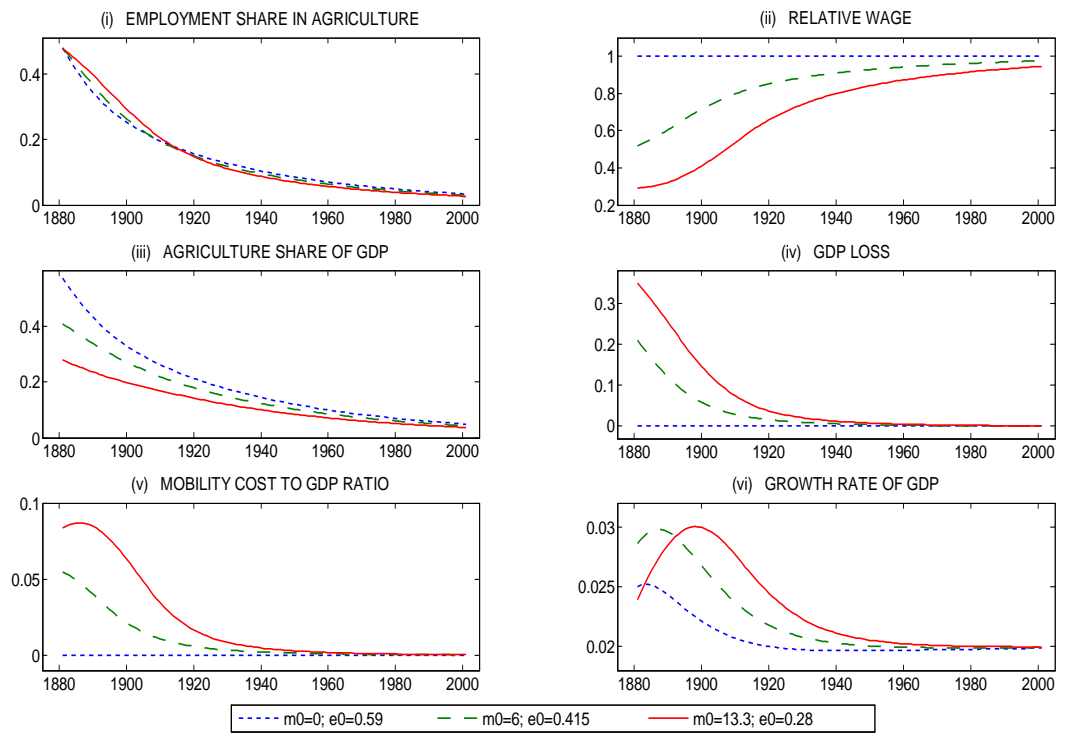 (i) EMPLOYMENT SHARE IN AGRICULTURE
0.4
0.2
0
1880 1900 1920 1940 1960 1980 2000
(ii) RELATIVE WAGE
1
0.8
0.6
0.4
0.2
1880 1900 1920 1940 1960 1980 2000
(iii) AGRICULTURE SHARE OF GDP
0.4
0.2
0
1880 1900 1920 1940 1960 1980 2000
(iv) GDP LOSS
0.3
0.2
0.1
0
1880 1900 1920 1940 1960 1980 2000
(v) MOBILITY COST TO GDP RATIO
0.1
0.05
0
1880 1900 1920 1940 1960 1980 2000
(vi) GROWTH RATE OF GDP
0.03
0.025
0.02
1880 1900 1920 1940 1960 1980 2000
m0=0; e0=0.59 m0=6; e0=0.415 m0=13.3; e0=0.28